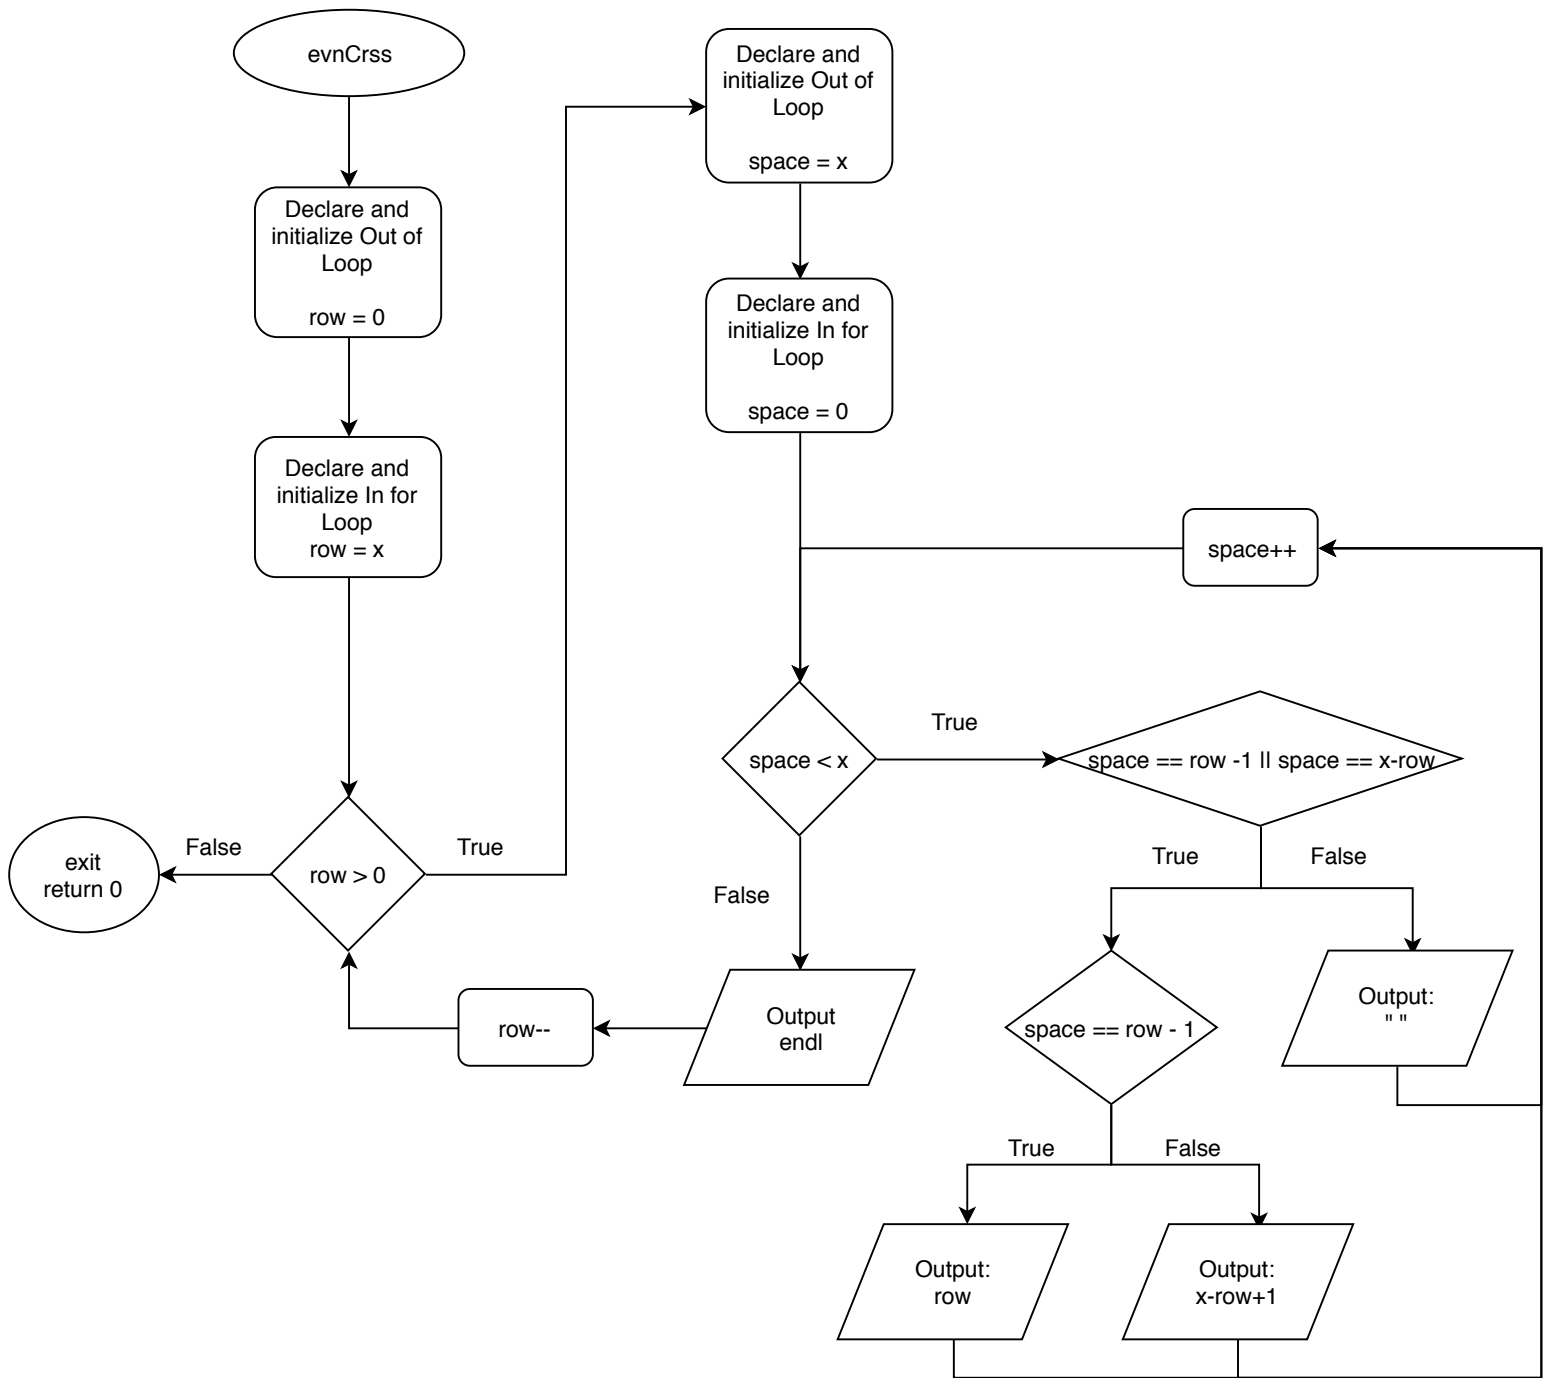 evnCrss
Declare and
initialize Out of
Loop
row = 0
Declare and
initialize In for
Loop
row = x
row > 0
False
exit
return 0
True
Declare and
initialize Out of
Loop
space = x
Declare and
initialize In for
Loop
space = 0
space++
space < x
True
space == row -1 || space == x-row
False
Output
endl
row--
True
False
space == row - 1
Output:
" "
True
False
Output:
row
Output:
x-row+1